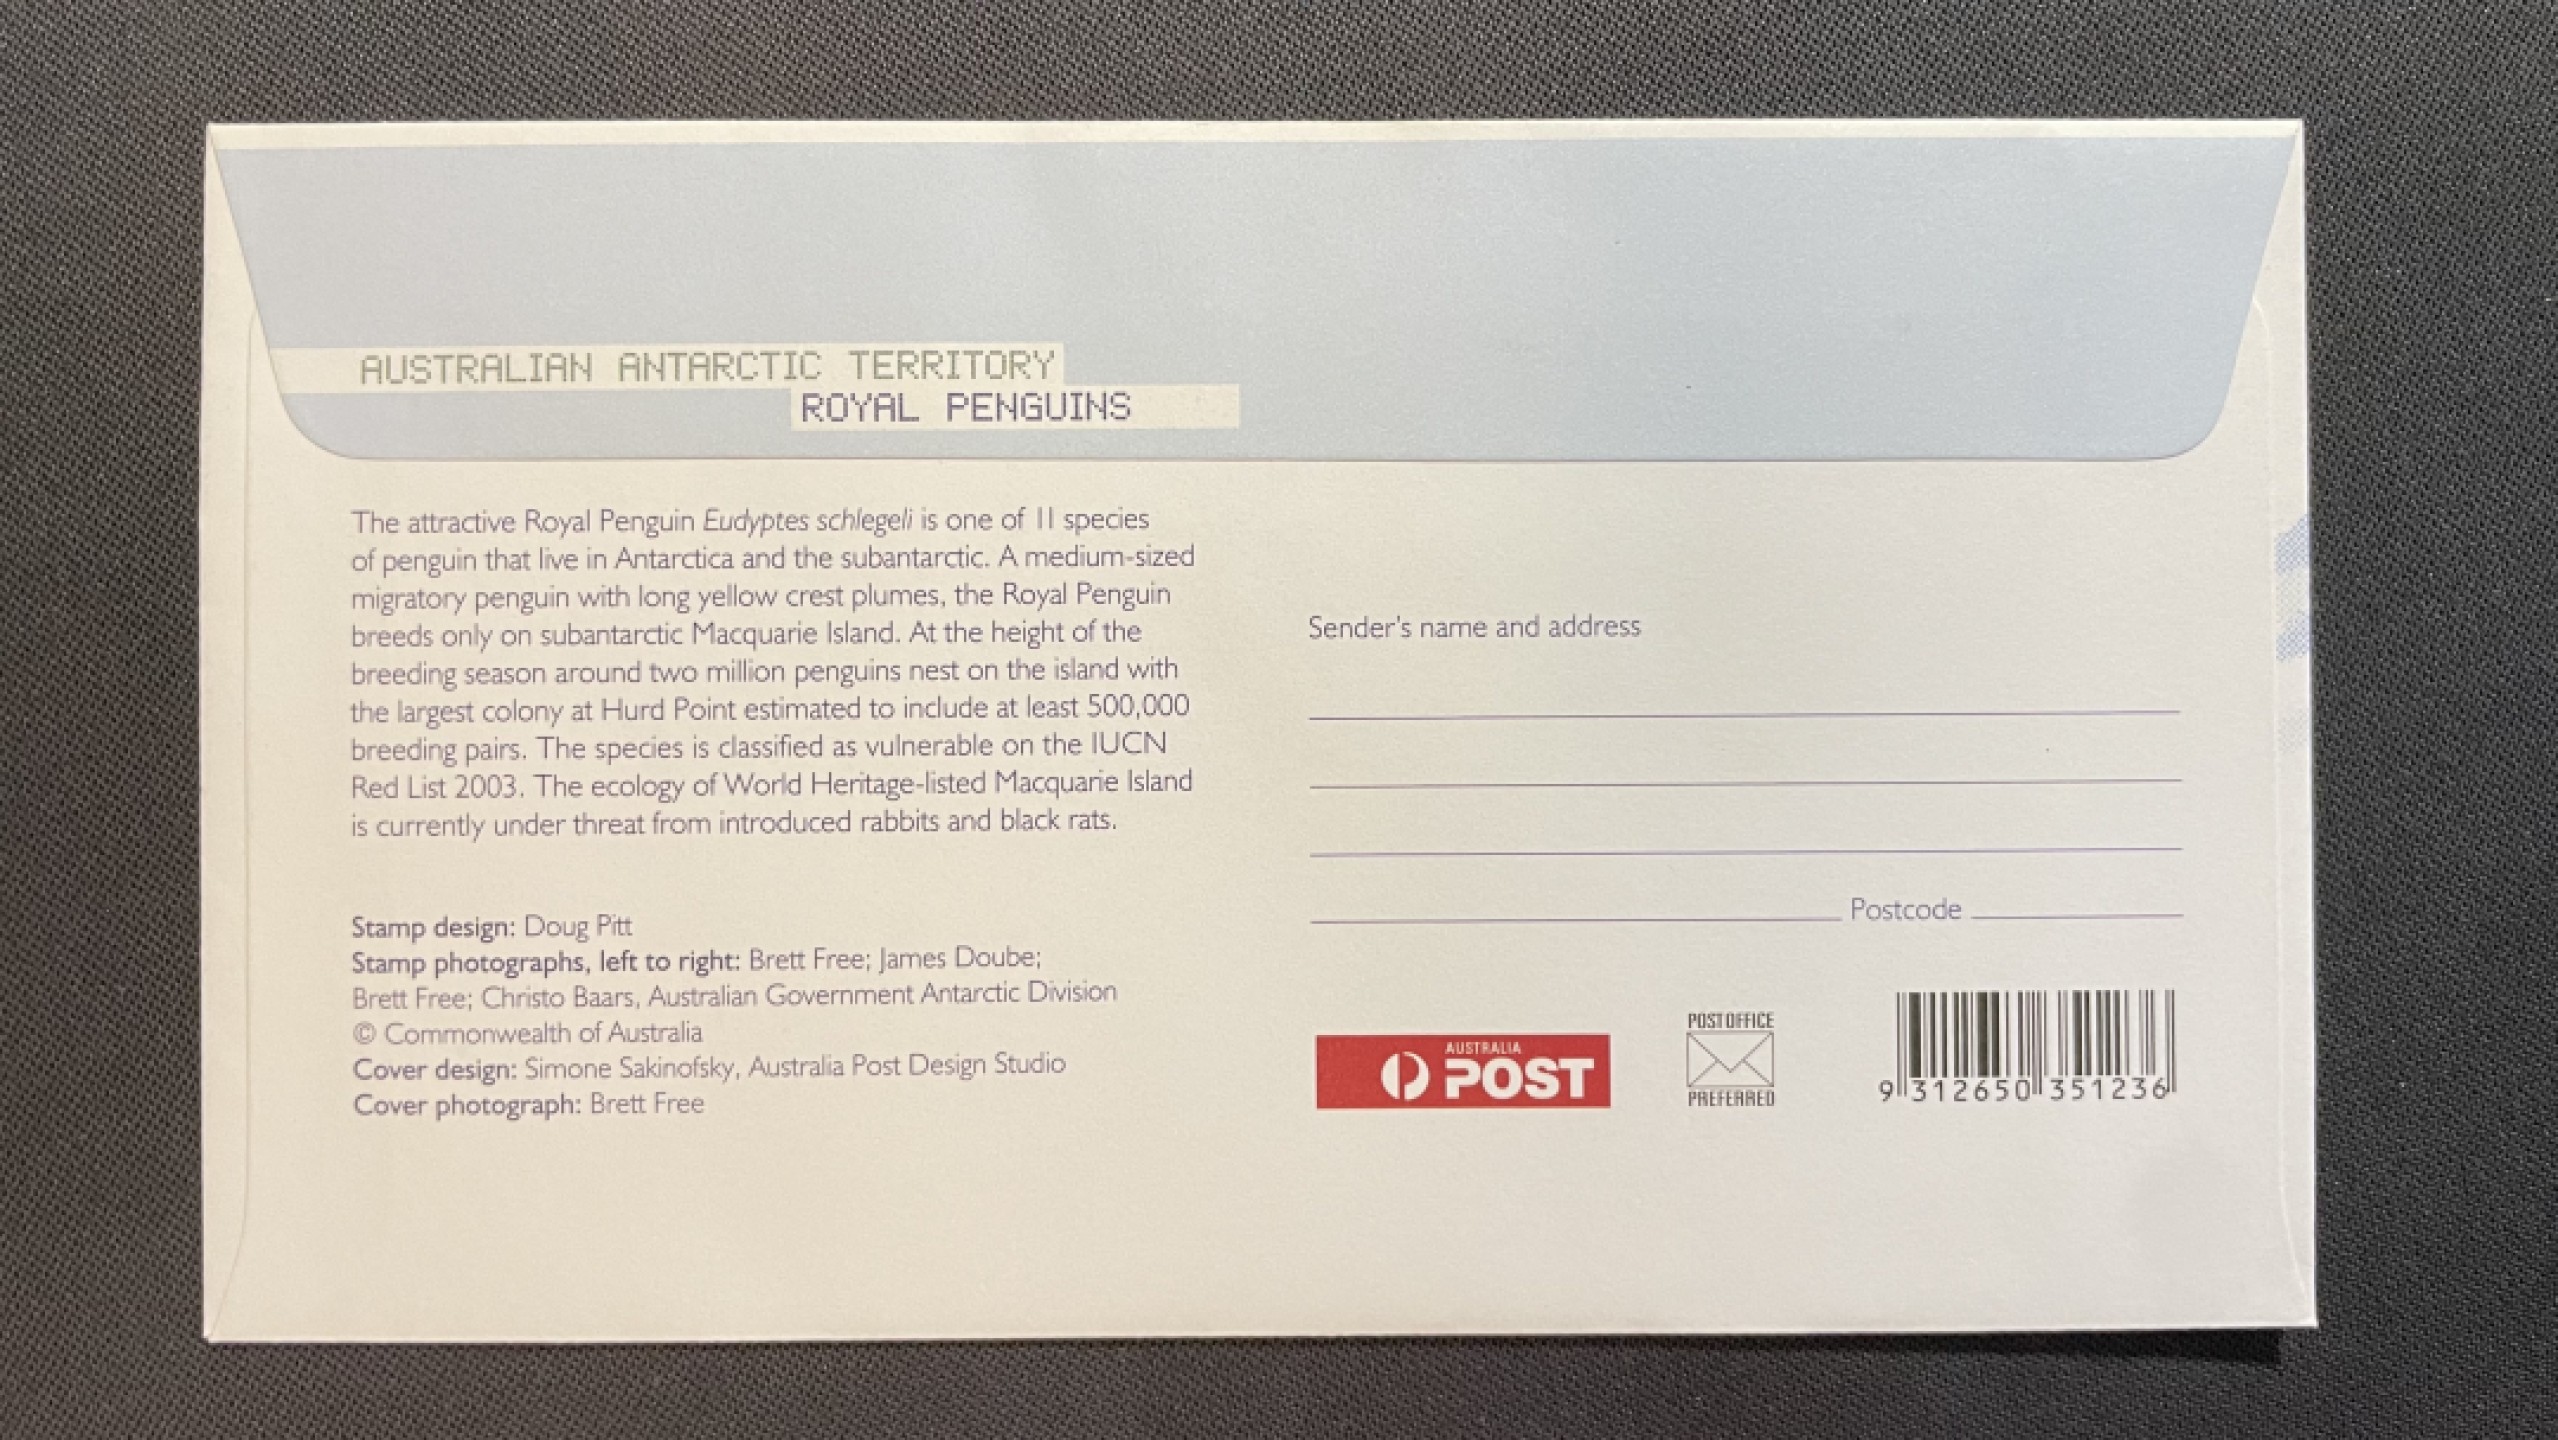 AUSTRALIAN ANTARCTIC TERRITORY
ROYAL PENGUINS
The attractive Royal Penguin Eudyptes schlegeli is one of 11 species
of penguin that live in Antarctica and the subantarctic. A medium-sized
migratory penguin with long yellow crest plumes, the Royal Penguin
breeds only on subantarctic Macquarie Island. At the height of the
breeding season around two million penguins nest on the island with
the largest colony at Hurd Point estimated to include at least 500,000
breeding pairs. The species is classified as vulnerable on the IUCN
Red List 2003. The ecology of World Heritage-listed Macquarie Island
is currently under threat from introduced rabbits and black rats.
Stamp design: Doug Pitt
Stamp photographs, left to right: Brett Free; James Doube;
Brett Free; Christo Baars, Australian Government Antarctic Division
© Commonwealth of Australia
Cover design: Simone Sakinofsky, Australia Post Design Studio
Cover photograph: Brett Free
Sender's name and address
Postcode
AUSTRALIA
POST
POST OFFICE
PREFERRED
9 312650 351236